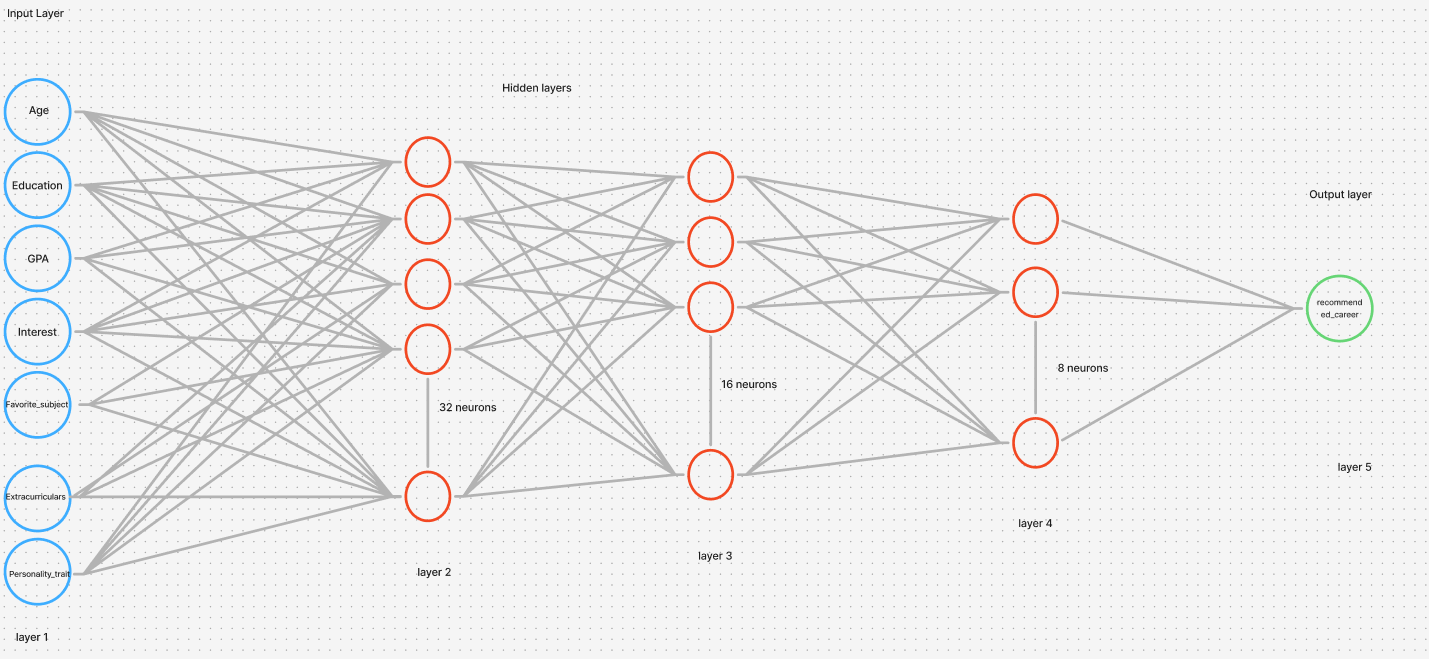 Input Layer
Hidden layers
Output layer
Age
Education
GPA
Interest
Favorite_subject
Extracurriculars
Personality_trait
32 neurons
16 neurons
8 neurons
recommend
ed_career
layer 1
layer 2
layer 3
layer 4
layer 5